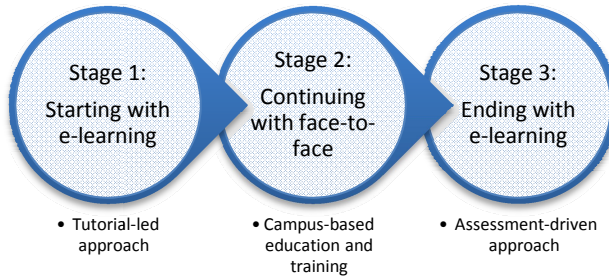 Stage 1:
Starting with
e-learning
• Tutorial-led
approach
Stage 2:
Continuing
with face-to-
face
• Campus-based
education and
training
Stage 3:
Ending with
e-learning
• Assessment-driven
approach